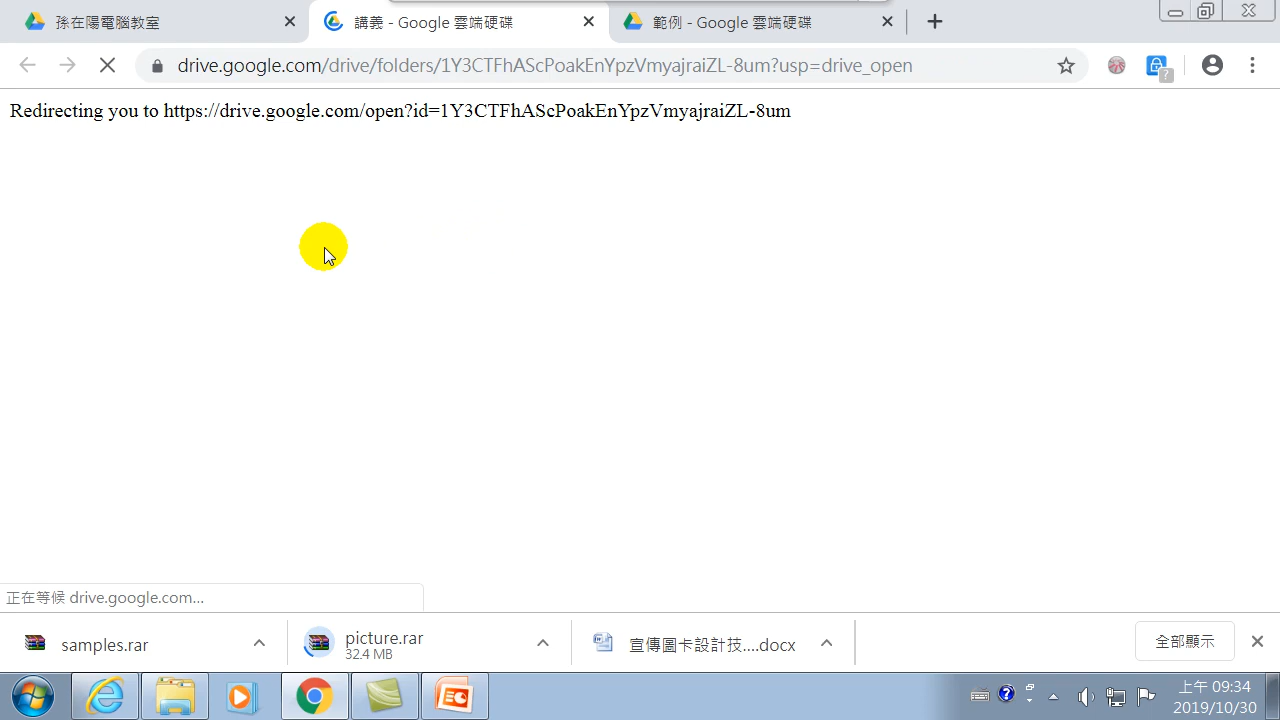 孫在陽電腦教室
講義 - Google 雲端硬碟
範例 - Google 雲端硬碟
drive.google.com/drive/folders/1Y3CTFhAScPoakEnYpzVmyajraiZL-8um?usp=drive_open
Redirecting you to https://drive.google.com/open?id=1Y3CTFhAScPoakEnYpzVmyajraiZL-8um
正在等候 drive.google.com...
samples.rar
picture.rar
32.4 MB
宣傳圖卡設計技....docx
全部顯示
上午 09:34
2019/10/30